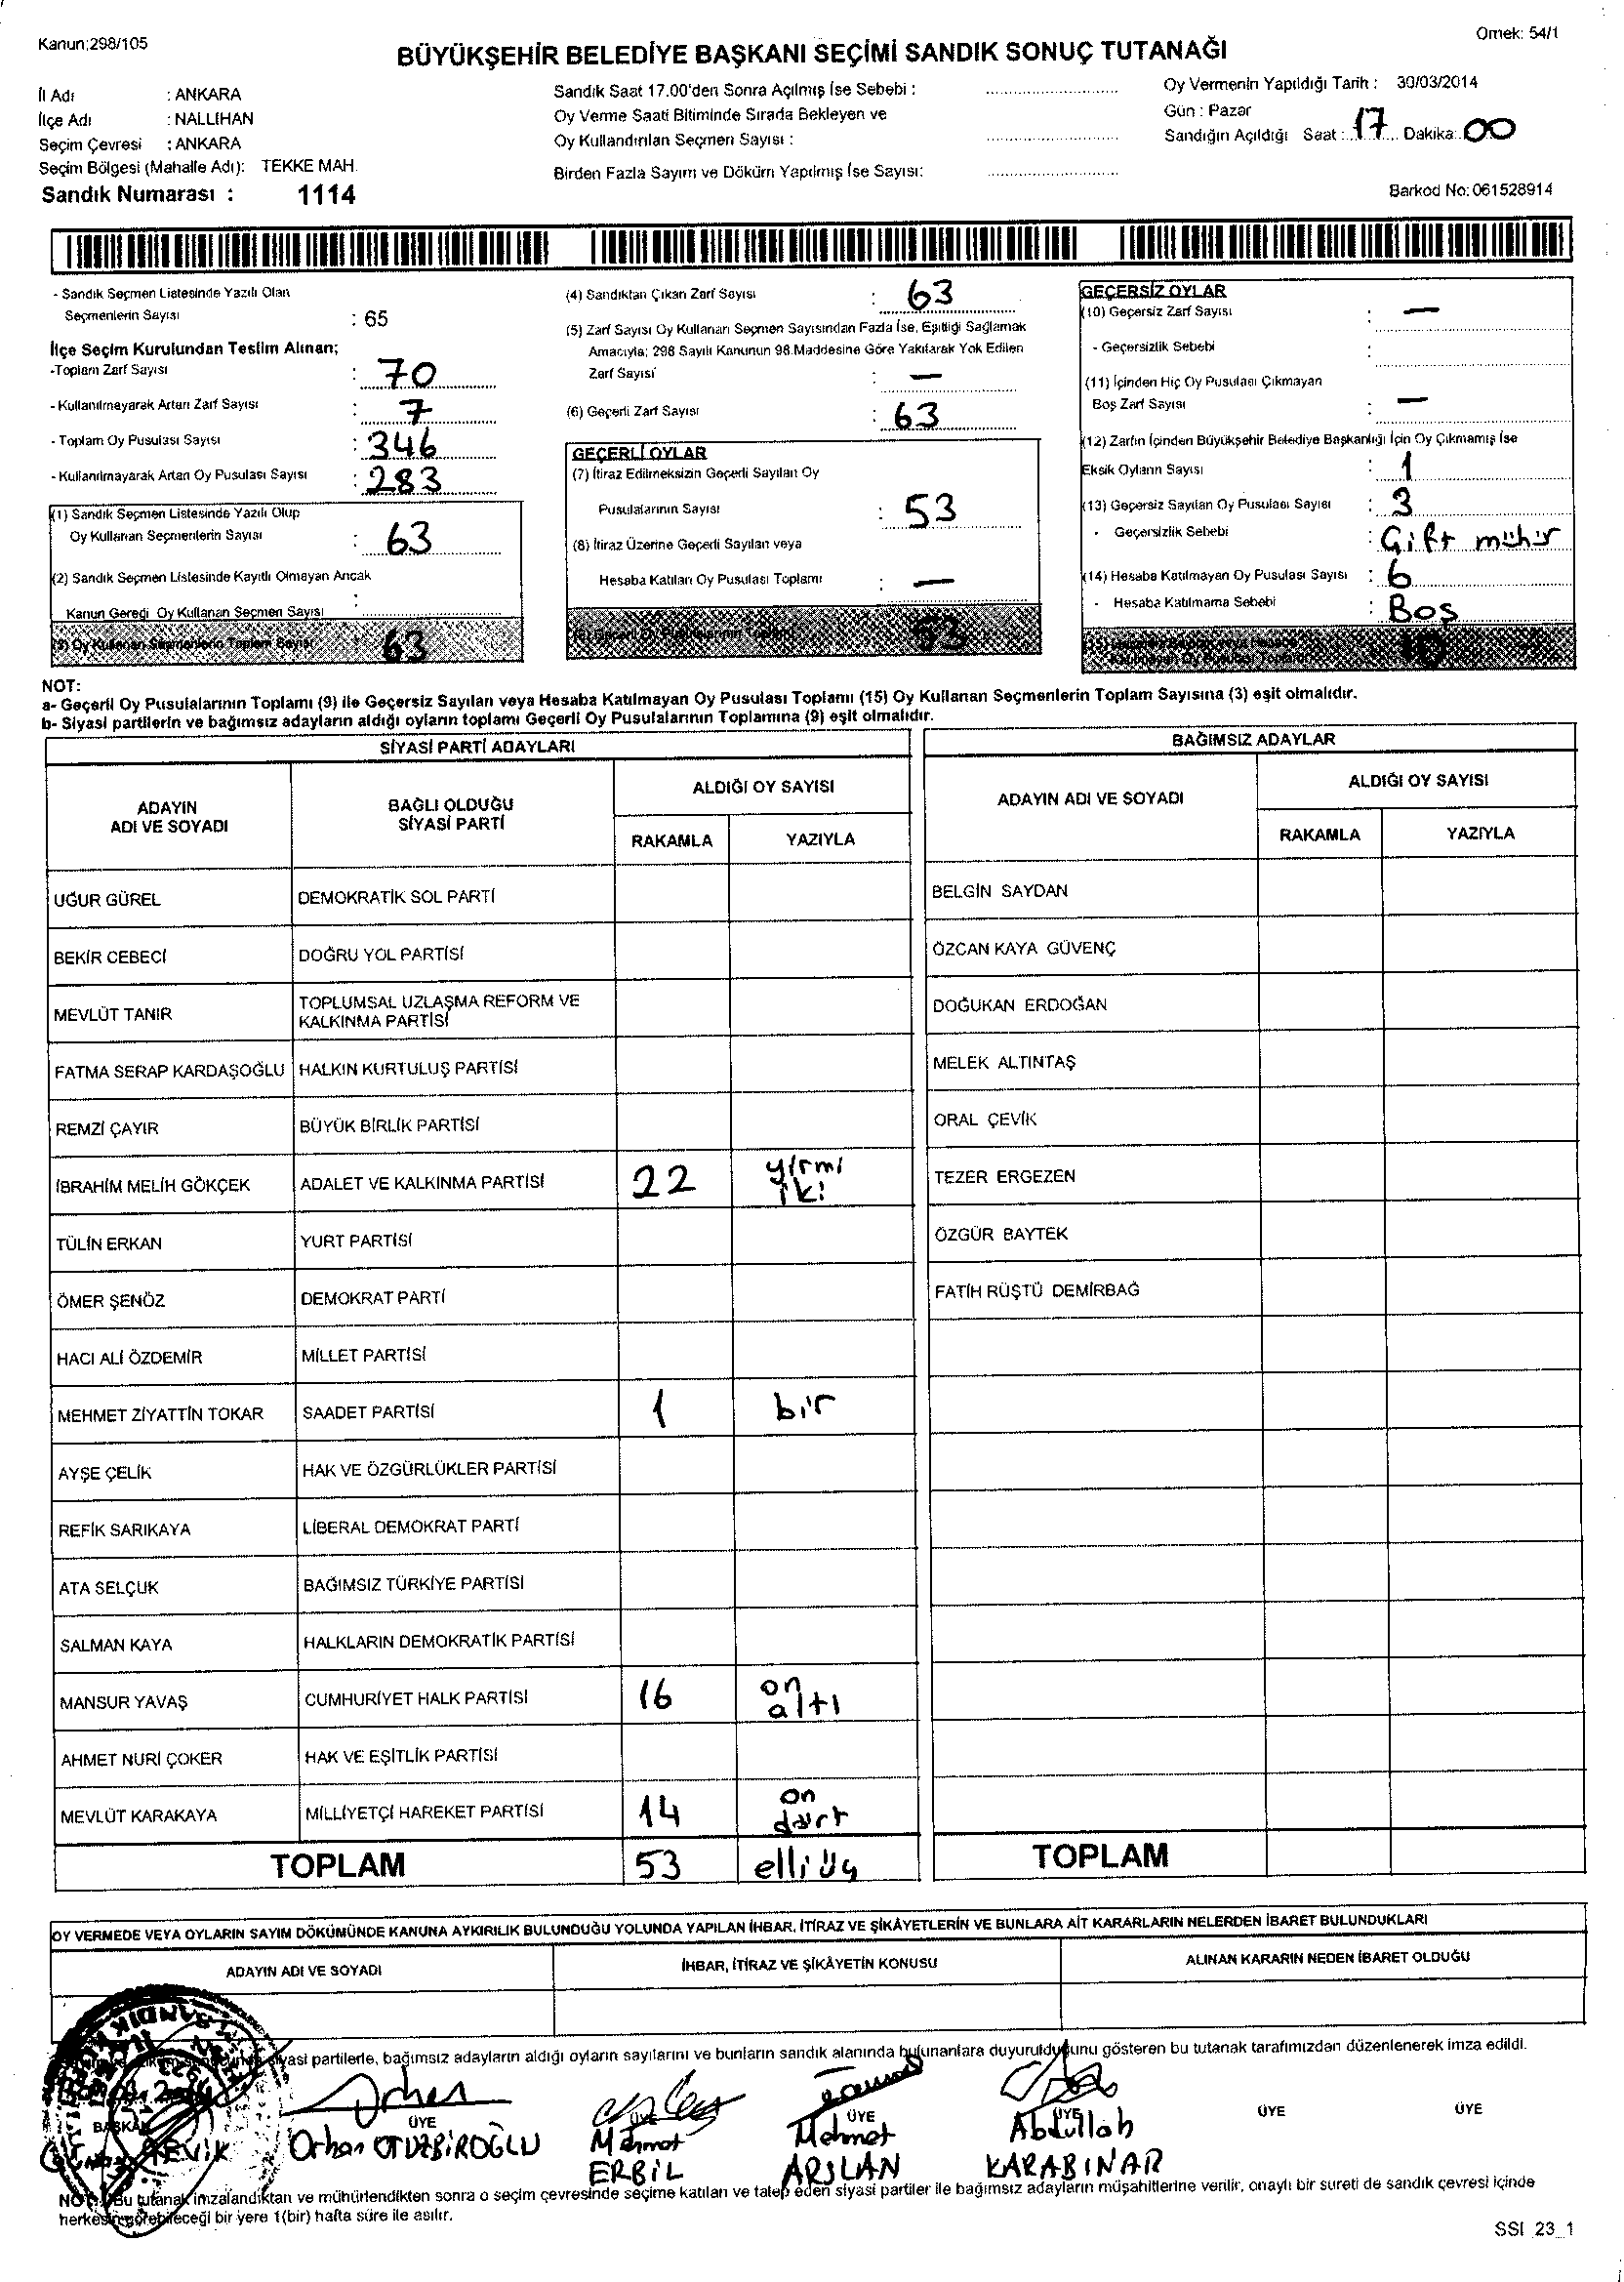 Kanun:298/105
Örnek: 54/1
BÜYÜKŞEHİR BELEDİYE BAŞKANI SEÇİMİ SANDIK SONUÇ TUTANAĞI
İl Adı : ANKARA
İlçe Adı : NALLIHAN
Seçim Çevresi : ANKARA
Seçim Bölgesi (Mahalle Adı): TEKKE MAH.
Sandık Numarası : 1114
Sandık Saat 17.00'den Sonra Açılmış İse Sebebi :
Oy Verme Saati Bitiminde Sırada Bekleyen ve
Oy Kullandırılan Seçmen Sayısı :
Birden Fazla Sayım ve Döküm Yapılmış İse Sayısı:
Oy Vermenin Yapıldığı Tarih : 30/03/2014
Gün : Pazar
Sandığın Açıldığı Saat : 17 Dakika: 00
Barkod No: 061528914
- Sandık Seçmen Listesinde Yazılı Olan
Seçmenlerin Sayısı : 65
İlçe Seçim Kurulundan Teslim Alınan;
-Toplam Zarf Sayısı : 70
- Kullanılmayarak Artan Zarf Sayısı : 7
- Toplam Oy Pusulası Sayısı : 346
- Kullanılmayarak Artan Oy Pusulası Sayısı : 283
(1) Sandık Seçmen Listesinde Yazılı Olup
Oy Kullanan Seçmenlerin Sayısı : 63
(2) Sandık Seçmen Listesinde Kayıtlı Olmayan Ancak
Kanun Gereği Oy Kullanan Seçmen Sayısı :
(3) Oy Kullanan Seçmenlerin Toplam Sayısı 63
(4) Sandıktan Çıkan Zarf Sayısı : 63
(5) Zarf Sayısı Oy Kullanan Seçmen Sayısından Fazla İse, Eşitliği Sağlamak
Amacıyla; 298 Sayılı Kanunun 98.Maddesine Göre Yakılarak Yok Edilen
Zarf Sayısı : —
(6) Geçerli Zarf Sayısı : 63
GEÇERLİ OYLAR
(7) İtiraz Edilmeksizin Geçerli Sayılan Oy
Pusulalarının Sayısı : 53
(8) İtiraz Üzerine Geçerli Sayılan veya
Hesaba Katılan Oy Pusulası Toplamı : —
Geçerli Oy Pusulalarının Toplamı 53
GEÇERSİZ OYLAR
(10) Geçersiz Zarf Sayısı : —
- Geçersizlik Sebebi :
(11) İçinden Hiç Oy Pusulası Çıkmayan
Boş Zarf Sayısı : —
(12) Zarfın İçinden Büyükşehir Belediye Başkanlığı İçin Oy Çıkmamış İse
Eksik Oyların Sayısı : 1
(13) Geçersiz Sayılan Oy Pusulası Sayısı : 3
- Geçersizlik Sebebi : Çift mühür
(14) Hesaba Katılmayan Oy Pusulası Sayısı : 6
- Hesaba Katılmama Sebebi : Boş
10
NOT:
a- Geçerli Oy Pusulalarının Toplamı (9) ile Geçersiz Sayılan veya Hesaba Katılmayan Oy Pusulası Toplamı (15) Oy Kullanan Seçmenlerin Toplam Sayısına (3) eşit olmalıdır.
b- Siyasi partilerin ve bağımsız adayların aldığı oyların toplamı Geçerli Oy Pusulalarının Toplamına (9) eşit olmalıdır.
SİYASİ PARTİ ADAYLARI
ADAYIN ADI VE SOYADI
BAĞLI OLDUĞU SİYASİ PARTİ
ALDIĞI OY SAYISI
RAKAMLA YAZIYLA
UĞUR GÜREL DEMOKRATİK SOL PARTİ
BEKİR CEBECİ DOĞRU YOL PARTİSİ
MEVLÜT TANIR TOPLUMSAL UZLAŞMA REFORM VE
KALKINMA PARTİSİ
FATMA SERAP KARDAŞOĞLU HALKIN KURTULUŞ PARTİSİ
REMZİ ÇAYIR BÜYÜK BİRLİK PARTİSİ
İBRAHİM MELİH GÖKÇEK ADALET VE KALKINMA PARTİSİ 22 yirmi iki
TÜLİN ERKAN YURT PARTİSİ
ÖMER ŞENÖZ DEMOKRAT PARTİ
HACI ALİ ÖZDEMİR MİLLET PARTİSİ
MEHMET ZİYATTİN TOKAR SAADET PARTİSİ 1 bir
AYŞE ÇELİK HAK VE ÖZGÜRLÜKLER PARTİSİ
REFİK SARIKAYA LİBERAL DEMOKRAT PARTİ
ATA SELÇUK BAĞIMSIZ TÜRKİYE PARTİSİ
SALMAN KAYA HALKLARIN DEMOKRATİK PARTİSİ
MANSUR YAVAŞ CUMHURİYET HALK PARTİSİ 16 on altı
AHMET NURİ ÇOKER HAK VE EŞİTLİK PARTİSİ
MEVLÜT KARAKAYA MİLLİYETÇİ HAREKET PARTİSİ 14 on dört
TOPLAM 53 elli üç
BAĞIMSIZ ADAYLAR
ADAYIN ADI VE SOYADI
ALDIĞI OY SAYISI
RAKAMLA YAZIYLA
BELGİN SAYDAN
ÖZCAN KAYA GÜVENÇ
DOĞUKAN ERDOĞAN
MELEK ALTINTAŞ
ORAL ÇEVİK
TEZER ERGEZEN
ÖZGÜR BAYTEK
FATİH RÜŞTÜ DEMİRBAĞ
TOPLAM
OY VERMEDE VEYA OYLARIN SAYIM DÖKÜMÜNDE KANUNA AYKIRILIK BULUNDUĞU YOLUNDA YAPILAN İHBAR, İTİRAZ VE ŞİKÂYETLERİN VE BUNLARA AİT KARARLARIN NELERDEN İBARET BULUNDUKLARI
ADAYIN ADI VE SOYADI İHBAR, İTİRAZ VE ŞİKÂYETİN KONUSU ALINAN KARARIN NEDEN İBARET OLDUĞU
siyasi partilerle, bağımsız adayların aldığı oyların sayılarını ve bunların sandık alanında bulunanlara duyurulduğunu gösteren bu tutanak tarafımızdan düzenlenerek imza edildi.
BAŞKAN ÜYE ÜYE ÜYE ÜYE ÜYE ÜYE
ÇEVİK Orhan OTUZBİROĞLU Mehmet ERBİL Mehmet ARSLAN Abdullah KARABINAR
NOT: Bu tutanak imzalandıktan ve mühürlendikten sonra o seçim çevresinde seçime katılan ve talep eden siyasi partiler ile bağımsız adayların müşahitlerine verilir, onaylı bir sureti de sandık çevresi içinde
herkesin görebileceği bir yere 1(bir) hafta süre ile asılır.
SSI_23_1